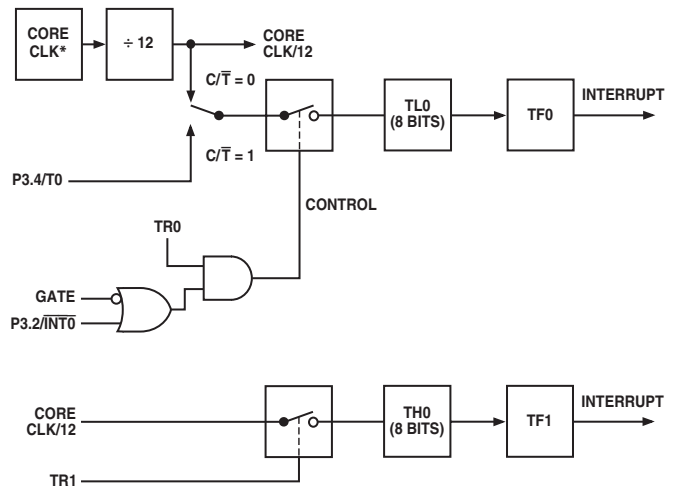 CORE
CLK*
÷ 12
CORE
CLK/12
C/T̅ = 0
C/T̅ = 1
TL0
(8 BITS)
TF0
INTERRUPT
P3.4/T0
CONTROL
TR0
GATE
P3.2/I̅N̅T̅0̅
CORE
CLK/12
TH0
(8 BITS)
TF1
INTERRUPT
TR1